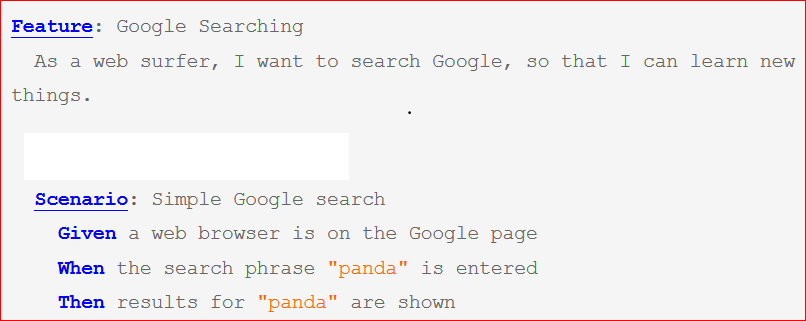 Feature: Google Searching
As a web surfer, I want to search Google, so that I can learn new
things.
Scenario: Simple Google search
Given a web browser is on the Google page
When the search phrase "panda" is entered
Then results for "panda" are shown